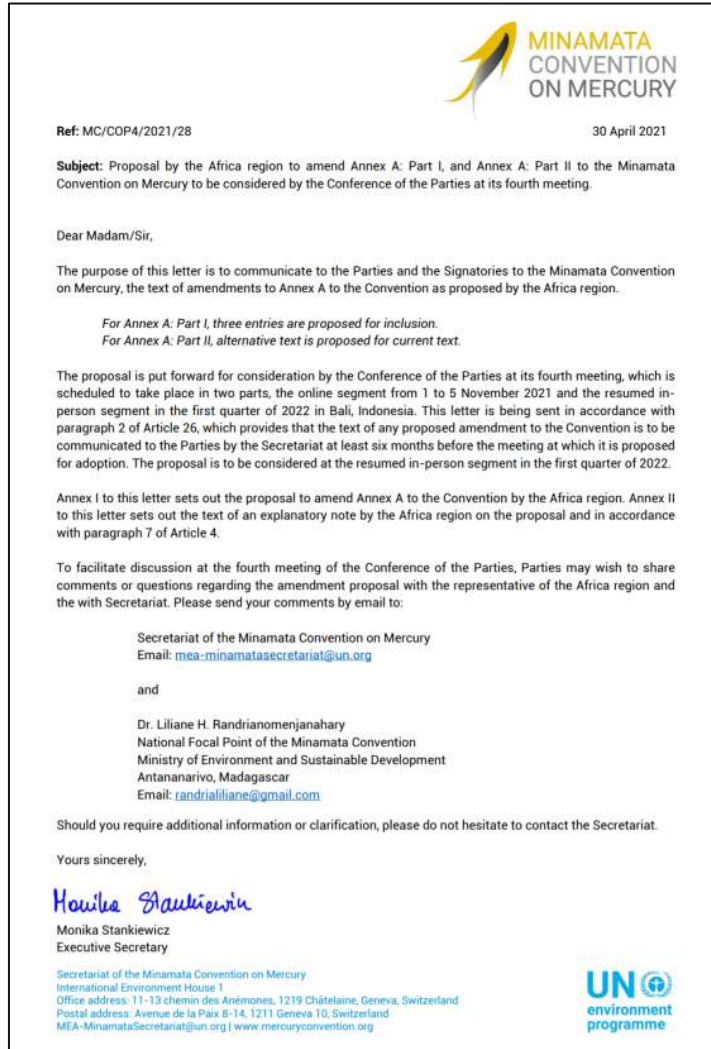 MINAMATA
CONVENTION
ON MERCURY
Ref: MC/COP4/2021/28 30 April 2021
Subject: Proposal by the Africa region to amend Annex A: Part I, and Annex A: Part II to the Minamata
Convention on Mercury to be considered by the Conference of the Parties at its fourth meeting.
Dear Madam/Sir,
The purpose of this letter is to communicate to the Parties and the Signatories to the Minamata Convention
on Mercury, the text of amendments to Annex A to the Convention as proposed by the Africa region.
For Annex A: Part I, three entries are proposed for inclusion.
For Annex A: Part II, alternative text is proposed for current text.
The proposal is put forward for consideration by the Conference of the Parties at its fourth meeting, which is
scheduled to take place in two parts, the online segment from 1 to 5 November 2021 and the resumed in-
person segment in the first quarter of 2022 in Bali, Indonesia. This letter is being sent in accordance with
paragraph 2 of Article 26, which provides that the text of any proposed amendment to the Convention is to be
communicated to the Parties by the Secretariat at least six months before the meeting at which it is proposed
for adoption. The proposal is to be considered at the resumed in-person segment in the first quarter of 2022.
Annex I to this letter sets out the proposal to amend Annex A to the Convention by the Africa region. Annex II
to this letter sets out the text of an explanatory note by the Africa region on the proposal and in accordance
with paragraph 7 of Article 4.
To facilitate discussion at the fourth meeting of the Conference of the Parties, Parties may wish to share
comments or questions regarding the amendment proposal with the representative of the Africa region and
the with Secretariat. Please send your comments by email to:
Secretariat of the Minamata Convention on Mercury
Email: mea-minamatasecretariat@un.org
and
Dr. Liliane H. Randrianomenjanahary
National Focal Point of the Minamata Convention
Ministry of Environment and Sustainable Development
Antananarivo, Madagascar
Email: randrialiliane@gmail.com
Should you require additional information or clarification, please do not hesitate to contact the Secretariat.
Yours sincerely,
Monika Stankiewicz
Monika Stankiewicz
Executive Secretary
Secretariat of the Minamata Convention on Mercury
International Environment House 1
Office address: 11-13 chemin des Anémones, 1219 Châtelaine, Geneva, Switzerland
Postal address: Avenue de la Paix 8-14, 1211 Geneva 10, Switzerland
MEA-MinamataSecretariat@un.org | www.mercuryconvention.org
UN
environment
programme